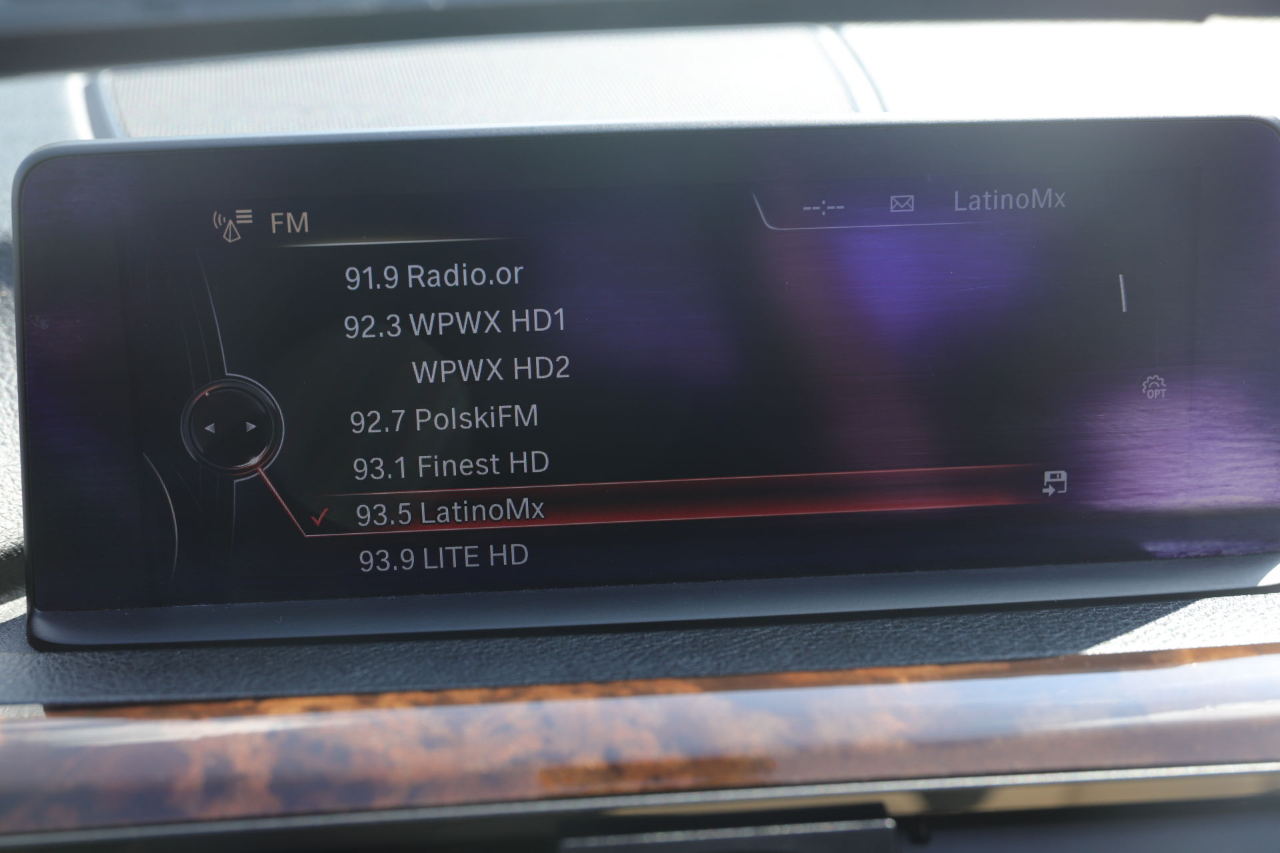 FM
--:-- LatinoMx
91.9 Radio.or
92.3 WPWX HD1
WPWX HD2
92.7 PolskiFM
93.1 Finest HD
93.5 LatinoMx
93.9 LITE HD
OPT